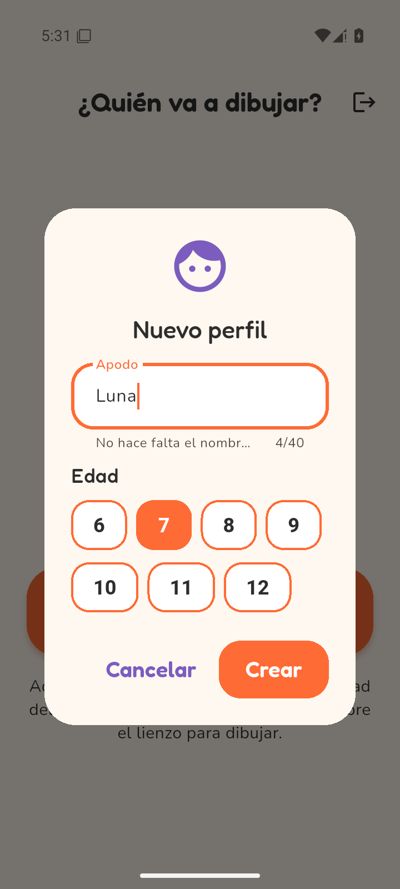 5:31
¿Quién va a dibujar?
Nuevo perfil
Apodo
Luna
No hace falta el nombr... 4/40
Edad
6 7 8 9
10 11 12
Cancelar Crear
el lienzo para dibujar.